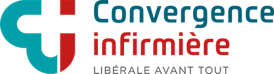 Convergence
infirmière
LIBÉRALE AVANT TOUT